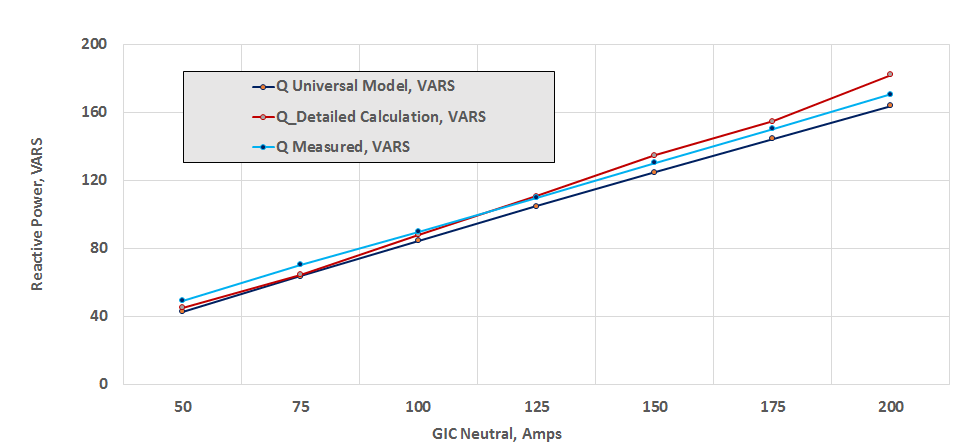 200
160
120
80
40
0
Reactive Power, VARS
Q Universal Model, VARS
Q_Detailed Calculation, VARS
Q Measured, VARS
50 75 100 125 150 175 200
GIC Neutral, Amps